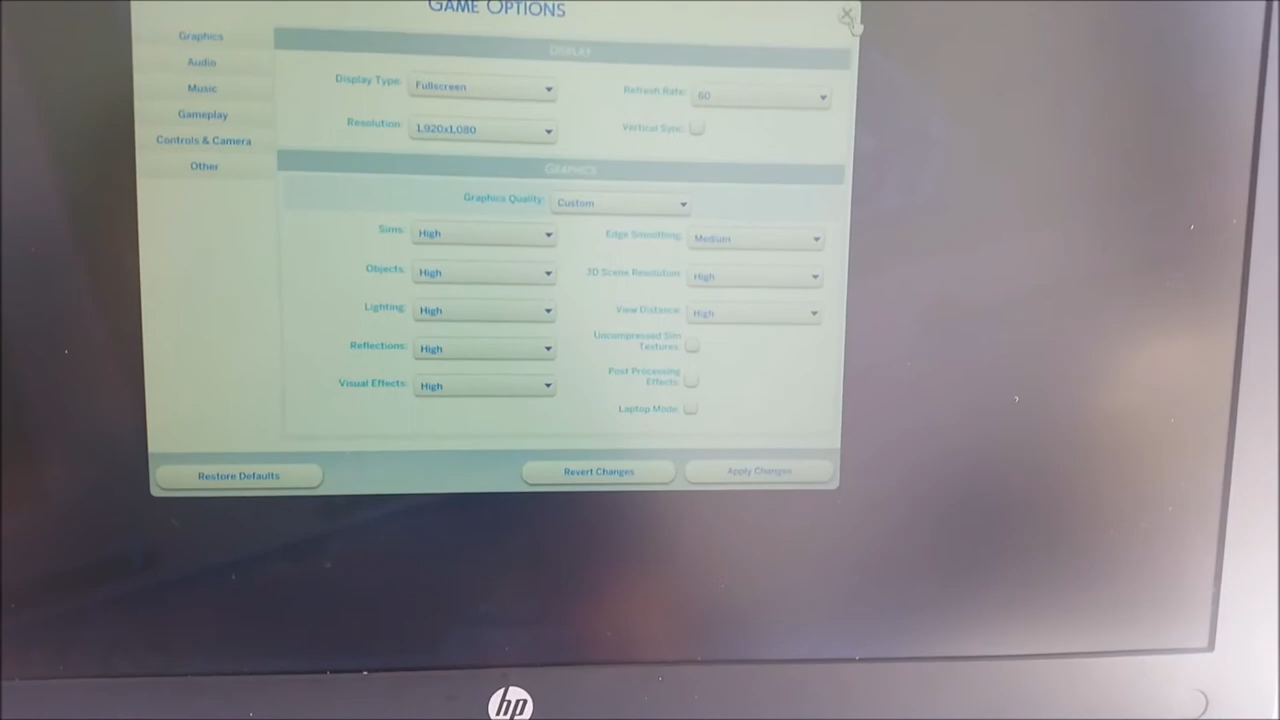 GAME OPTIONS
Graphics
Audio
Music
Gameplay
Controls & Camera
Other
DISPLAY
Display Type: Fullscreen
Refresh Rate: 60
Resolution: 1,920x1,080
Vertical Sync:
GRAPHICS
Graphics Quality: Custom
Sims: High
Edge Smoothing: Medium
Objects: High
3D Scene Resolution: High
Lighting: High
View Distance: High
Reflections: High
Uncompressed Sim
Textures:
Visual Effects: High
Post Processing
Effects:
Laptop Mode:
Restore Defaults
Revert Changes
Apply Changes
hp